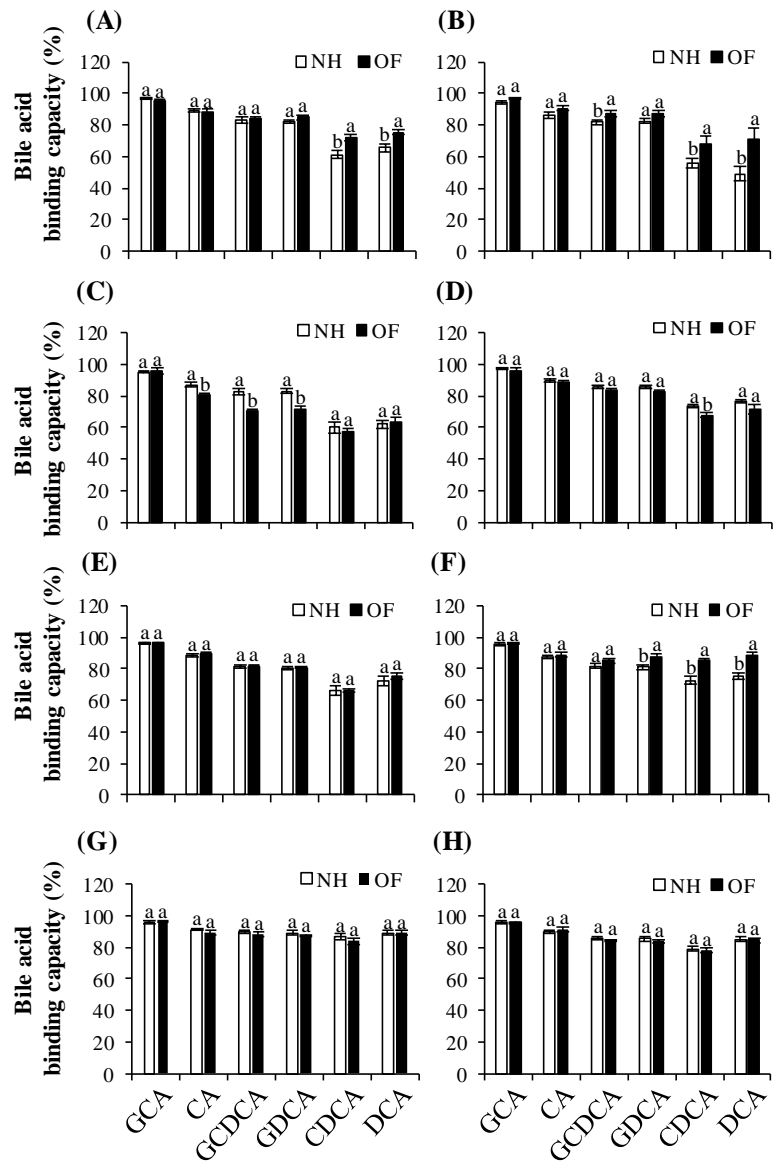 (A)
Bile acid
binding capacity (%)
NH OF
120
100
80
60
40
20
0
a a a a a a a a b a b a
(B)
NH OF
120
100
80
60
40
20
0
a a a a b a a a b a b a
(C)
Bile acid
binding capacity (%)
NH OF
120
100
80
60
40
20
0
a a a b a b a b a a a a
(D)
NH OF
120
100
80
60
40
20
0
a a a a a a a a a b a a
(E)
Bile acid
binding capacity (%)
NH OF
120
100
80
60
40
20
0
a a a a a a a a a a a a
(F)
NH OF
120
100
80
60
40
20
0
a a a a a a b a b a b a
(G)
Bile acid
binding capacity (%)
NH OF
120
100
80
60
40
20
0
a a a a a a a a a a a a
GCA
CA
GCDCA
GDCA
CDCA
DCA
(H)
NH OF
120
100
80
60
40
20
0
a a a a a a a a a a a a
GCA
CA
GCDCA
GDCA
CDCA
DCA